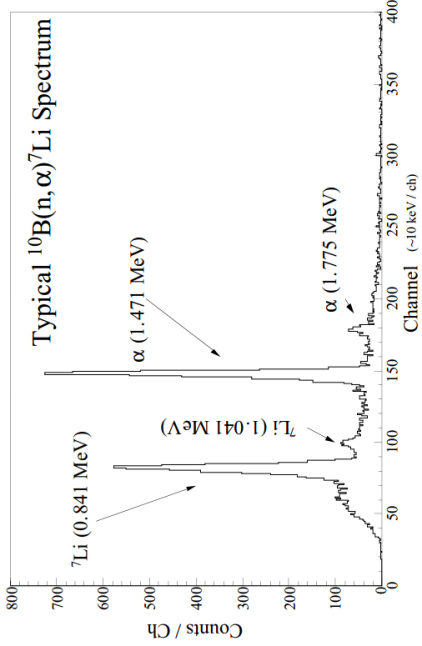 Typical ¹⁰B(n,α)⁷Li Spectrum
α (1.471 MeV)
⁷Li (0.841 MeV)
⁷Li (1.041 MeV)
α (1.775 MeV)
Counts / Ch
800
700
600
500
400
300
200
100
0
0
50
100
150
200
250
300
350
400
Channel (~10 keV / ch)